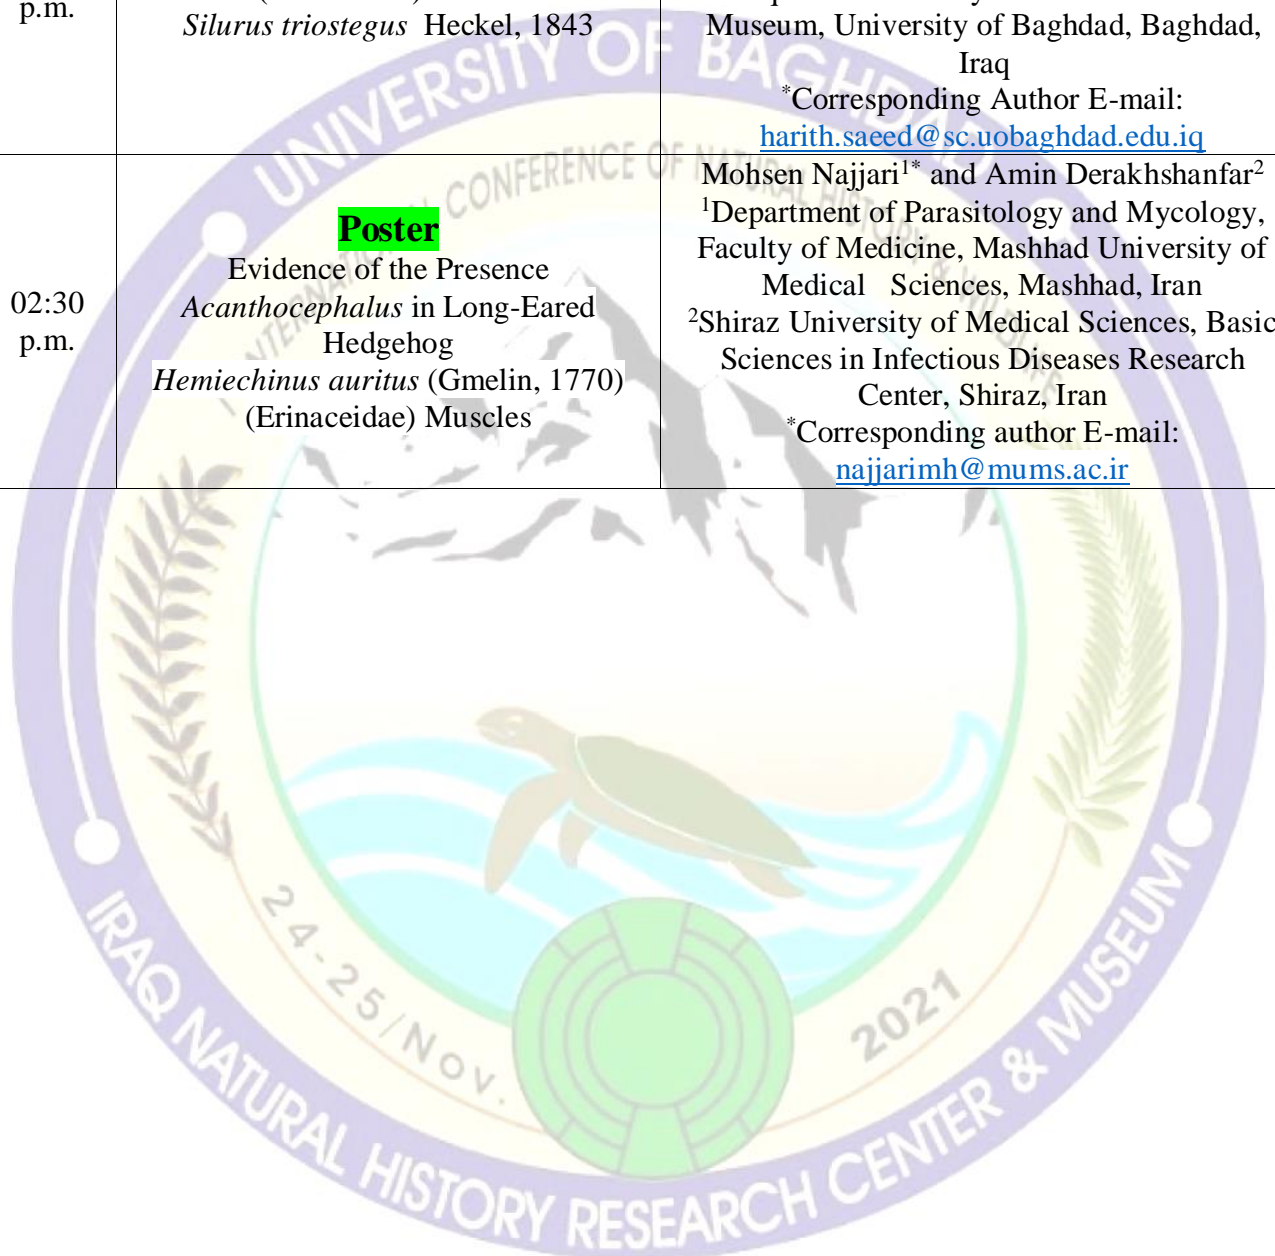 p.m.
Silurus triostegus Heckel, 1843
Museum, University of Baghdad, Baghdad,
Iraq
*Corresponding Author E-mail:
harith.saeed@sc.uobaghdad.edu.iq
02:30
p.m.
Poster
Evidence of the Presence
Acanthocephalus in Long-Eared
Hedgehog
Hemiechinus auritus (Gmelin, 1770)
(Erinaceidae) Muscles
Mohsen Najjari1* and Amin Derakhshanfar2
1Department of Parasitology and Mycology,
Faculty of Medicine, Mashhad University of
Medical Sciences, Mashhad, Iran
2Shiraz University of Medical Sciences, Basic
Sciences in Infectious Diseases Research
Center, Shiraz, Iran
*Corresponding author E-mail:
najjarimh@mums.ac.ir
UNIVERSITY OF BAGHDAD
CONFERENCE OF NATURAL HISTORY &
24-25/Nov. 2021
IRAQ NATURAL HISTORY RESEARCH CENTER & MUSEUM